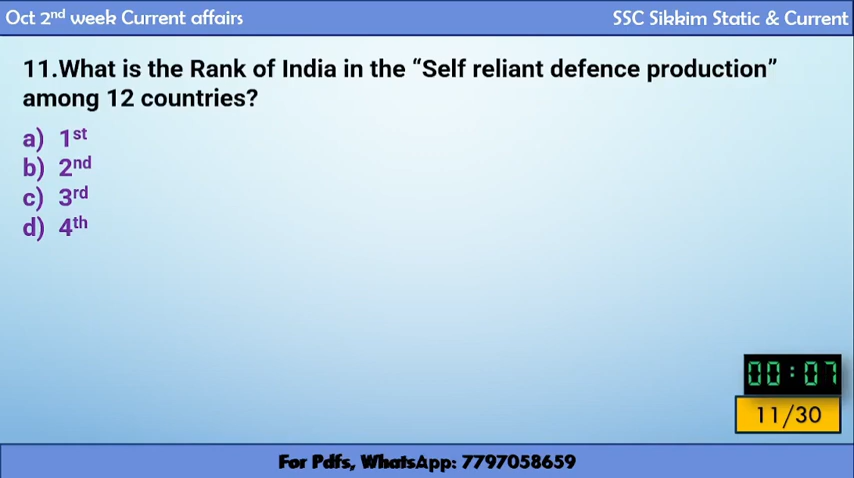 Oct 2nd week Current affairs
SSC Sikkim Static & Current
11.What is the Rank of India in the “Self reliant defence production”
among 12 countries?
a) 1st
b) 2nd
c) 3rd
d) 4th
00:07
11/30
For Pdfs, WhatsApp: 7797058659